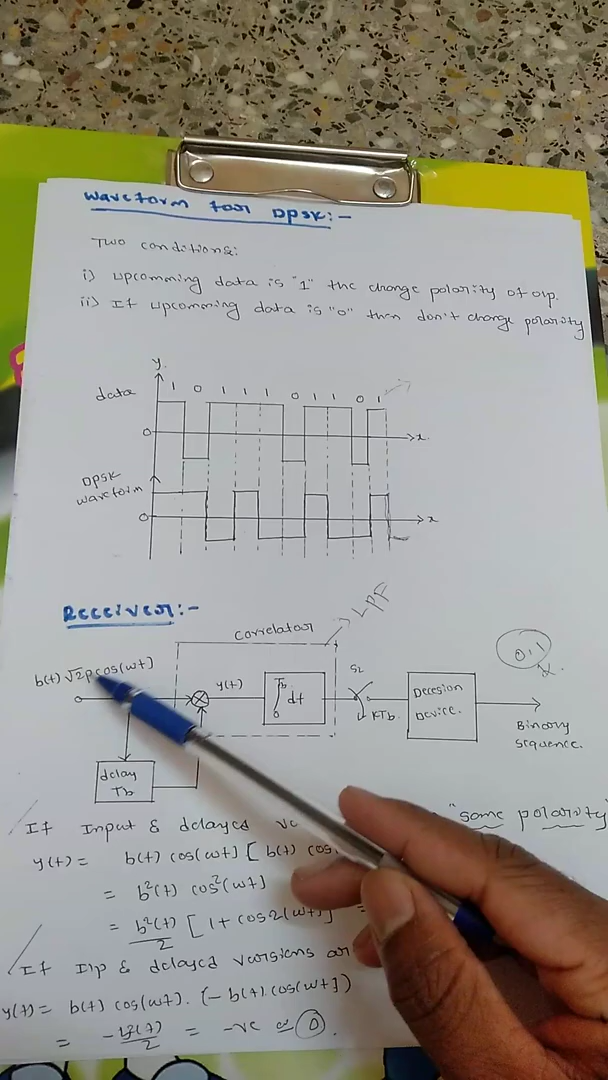 Waveform for DPSK:-
Two conditions:
i) upcomming data is "1" the change polarity of o/p.
ii) If upcomming data is "0" then don't change polarity
y.
data 1 0 1 1 1 0 1 1 0 1
0 x.
DPSK
waveform
0 x
Receiver:-
Correlator → LPF
b(t) √2p cos(wt)
y(t)
Tb
∫ dt
0
S2
KTb.
Decesion
Device.
0,1
Binary
sequence.
delay
Tb
If Input & delayed "same polarity
y(t) = b(t) cos(wt) [ b(t) cos
= b²(t) cos²(wt)
= b²(t)/2 [ 1 + cos2(wt)] =
If I/p & delayed versions
y(t) = b(t) cos(wt). (-b(t).cos(wt))
= = -ve ≃ 0.